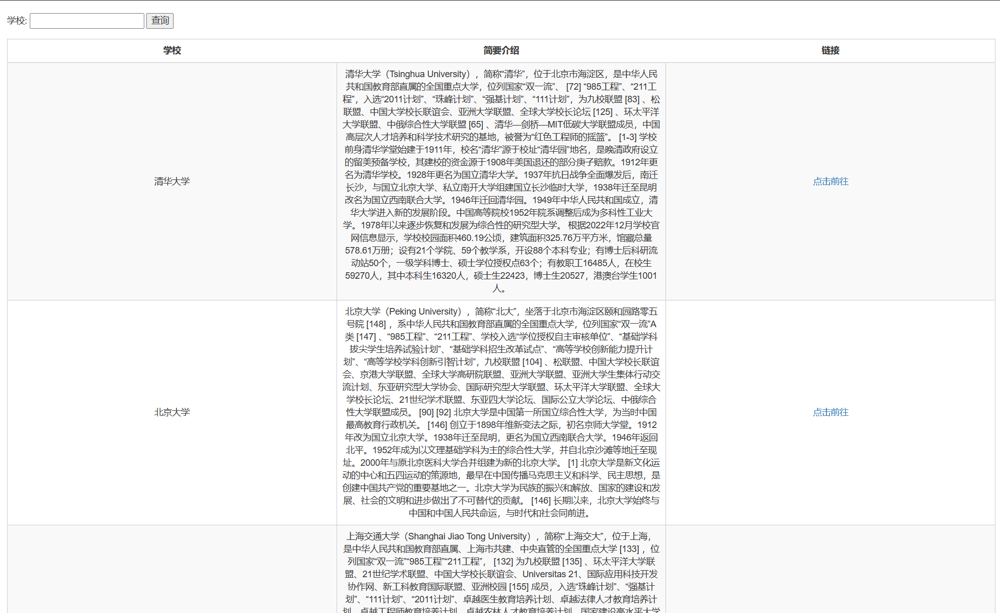 学校: 查询
学校 简要介绍 链接
清华大学（Tsinghua University），简称“清华”，位于北京市海淀区，是中华人民
共和国教育部直属的全国重点大学，位列国家“双一流”、 [72] “985工程”、“211工
程”，入选“2011计划”、“珠峰计划”、“强基计划”、“111计划”，为九校联盟 [83] 、松
联盟、中国大学校长联谊会、亚洲大学联盟、全球大学校长论坛 [125] 、环太平洋
大学联盟、中俄综合性大学联盟 [65] 、清华—剑桥—MIT低碳大学联盟成员，中国
高层次人才培养和科学技术研究的基地，被誉为“红色工程师的摇篮”。 [1-3] 学校
前身清华学堂始建于1911年，校名“清华”源于校址“清华园”地名，是晚清政府设立
的留美预备学校，其建校的资金源于1908年美国退还的部分庚子赔款。1912年更
名为清华学校。1928年更名为国立清华大学。1937年抗日战争全面爆发后，南迁
清华大学
点击前往
长沙，与国立北京大学、私立南开大学组建国立长沙临时大学，1938年迁至昆明
改名为国立西南联合大学。1946年迁回清华园。1949年中华人民共和国成立，清
华大学进入新的发展阶段。中国高等院校1952年院系调整后成为多科性工业大
学。1978年以来逐步恢复和发展为综合性的研究型大学。 根据2022年12月学校官
网信息显示，学校校园面积460.19公顷，建筑面积325.76万平方米，馆藏总量
578.61万册；设有21个学院、59个教学系，开设88个本科专业；有博士后科研流
动站50个，一级学科博士、硕士学位授权点63个；有教职工16485人，在校生
59270人，其中本科生16320人，硕士生22423，博士生20527，港澳台学生1001
人。
北京大学（Peking University），简称“北大”，坐落于北京市海淀区颐和园路零五
号院 [148] ，系中华人民共和国教育部直属的全国重点大学，位列国家“双一流”A
类 [147] 、“985工程”、“211工程”、学校入选“学位授权自主审核单位”、“基础学科
拔尖学生培养试验计划”、“基础学科招生改革试点”、“高等学校创新能力提升计
划”、“高等学校学科创新引智计划”，九校联盟 [104] 、松联盟、中国大学校长联谊
会、京港大学联盟、全球大学高研院联盟、亚洲大学联盟、亚洲大学生集体行动交
流计划、东亚研究型大学协会、国际研究型大学联盟、环太平洋大学联盟、全球大
学校长论坛、21世纪学术联盟、东亚四大学论坛、国际公立大学论坛、中俄综合
北京大学
点击前往
性大学联盟成员。 [90] [92] 北京大学是中国第一所国立综合性大学，为当时中国
最高教育行政机关。 [146] 创立于1898年维新变法之际，初名京师大学堂。1912
年改为国立北京大学。1938年迁至昆明，更名为国立西南联合大学。1946年返回
北平。1952年成为以文理基础学科为主的综合性大学，并自北京沙滩等地迁至现
址。2000年与原北京医科大学合并组建为新的北京大学。 [1] 北京大学是新文化运
动的中心和五四运动的策源地，最早在中国传播马克思主义和科学、民主思想，是
创建中国共产党的重要基地之一。北京大学为民族的振兴和解放、国家的建设和发
展、社会的文明和进步做出了不可替代的贡献。 [146] 长期以来，北京大学始终与
中国和中国人民共命运，与时代和社会同前进。
上海交通大学（Shanghai Jiao Tong University），简称“上海交大”，位于上海，
是中华人民共和国教育部直属、上海市共建、中央直管的全国重点大学 [133] ，位
列国家“双一流”“985工程”“211工程”， [132] 为九校联盟 [135] 、环太平洋大学联
盟、21世纪学术联盟、中国大学校长联谊会、Universitas 21、国际应用科技开发
协作网、新工科教育国际联盟、亚洲校园 [155] 成员，入选“珠峰计划”、“强基计
划”、“111计划”、“2011计划”、卓越医生教育培养计划、卓越法律人才教育培养计
划、卓越工程师教育培养计划、卓越农林人才教育培养计划、国家建设高水平大学